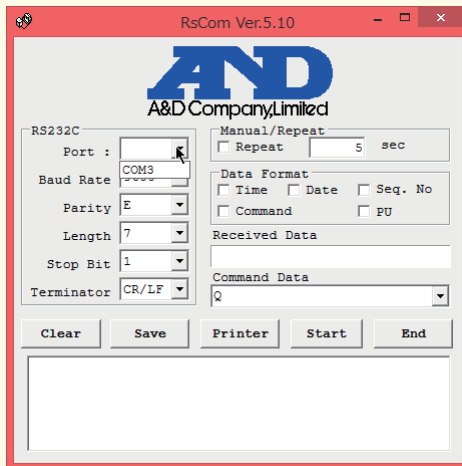 RsCom Ver.5.10
AND
A&D Company,Limited
RS232C
Port :
COM3
Baud Rate
Parity E
Length 7
Stop Bit 1
Terminator CR/LF
Manual/Repeat
Repeat 5 sec
Data Format
Time Date Seq. No
Command PU
Received Data
Command Data
Q
Clear Save Printer Start End